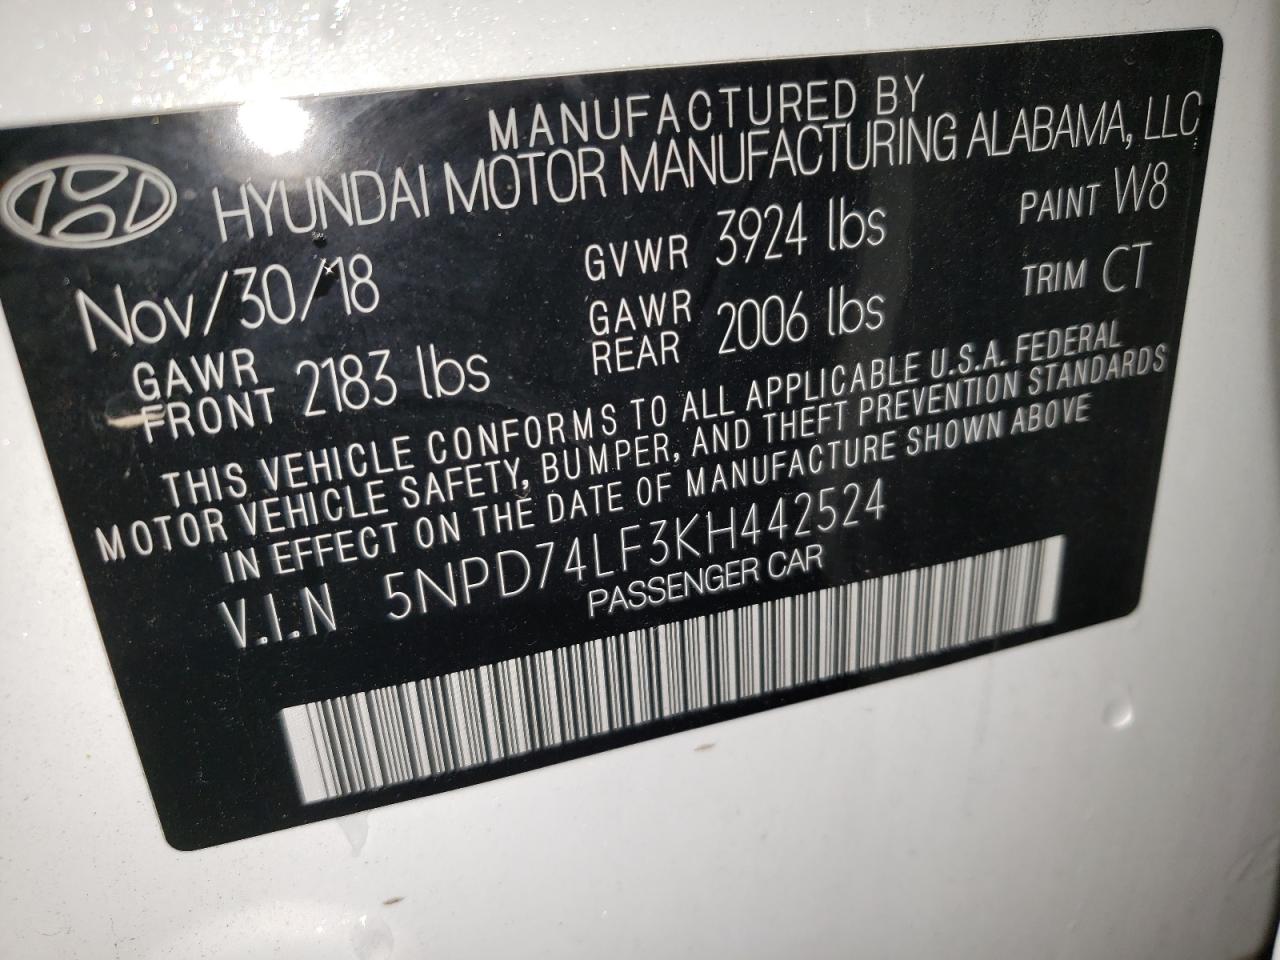 MANUFACTURED BY
HYUNDAI MOTOR MANUFACTURING ALABAMA, LLC
Nov/30/18 GVWR 3924 lbs PAINT W8
GAWR FRONT 2183 lbs GAWR REAR 2006 lbs TRIM CT
THIS VEHICLE CONFORMS TO ALL APPLICABLE U.S.A. FEDERAL
MOTOR VEHICLE SAFETY, BUMPER, AND THEFT PREVENTION STANDARDS
IN EFFECT ON THE DATE OF MANUFACTURE SHOWN ABOVE
V.I.N 5NPD74LF3KH442524
PASSENGER CAR